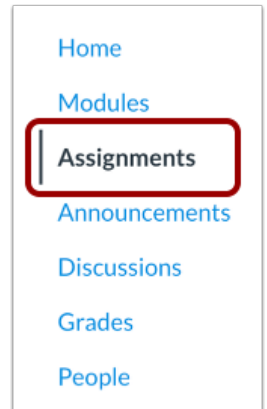 Home
Modules
Assignments
Announcements
Discussions
Grades
People